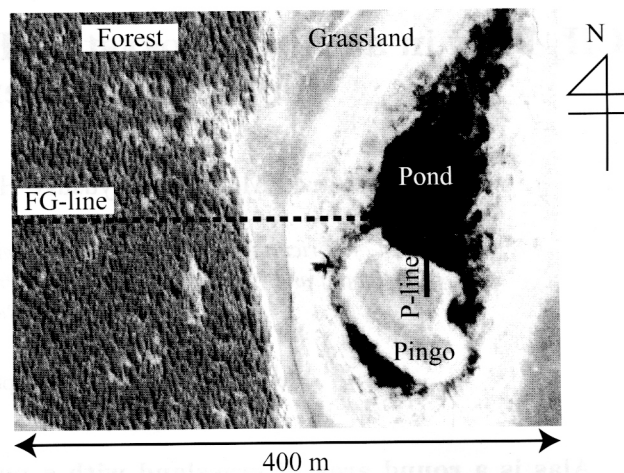 Forest
Grassland
N
Pond
FG-line
P-line
Pingo
400 m